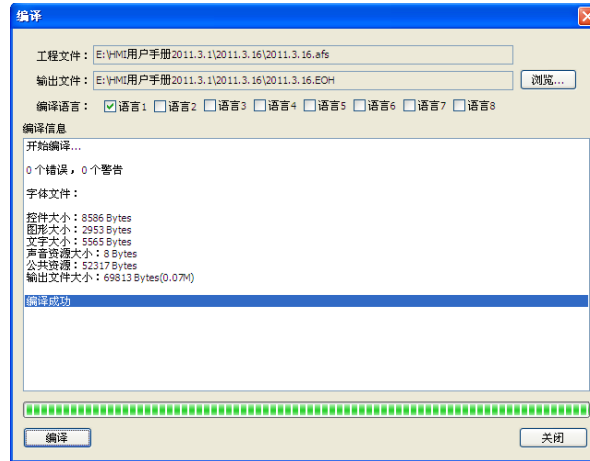 编译
工程文件： E:\HMI用户手册2011.3.1\2011.3.16\2011.3.16.afs
输出文件： E:\HMI用户手册2011.3.1\2011.3.16\2011.3.16.EOH 浏览...
编译语言： 语言1 语言2 语言3 语言4 语言5 语言6 语言7 语言8
编译信息
开始编译...
0 个错误，0 个警告
字体文件：
控件大小：8586 Bytes
图形大小：2953 Bytes
文字大小：5565 Bytes
声音资源大小：8 Bytes
公共资源：52317 Bytes
输出文件大小：69813 Bytes(0.07M)
编译成功
编译 关闭